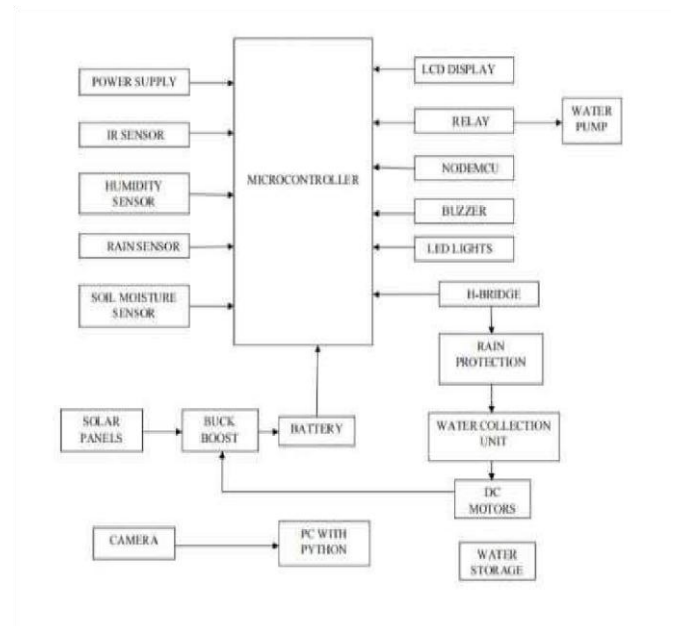 POWER SUPPLY
IR SENSOR
HUMIDITY
SENSOR
RAIN SENSOR
SOIL MOISTURE
SENSOR
MICROCONTROLLER
LCD DISPLAY
RELAY
WATER
PUMP
NODEMCU
BUZZER
LED LIGHTS
H-BRIDGE
RAIN
PROTECTION
WATER COLLECTION
UNIT
DC
MOTORS
SOLAR
PANELS
BUCK
BOOST
BATTERY
CAMERA
PC WITH
PYTHON
WATER
STORAGE